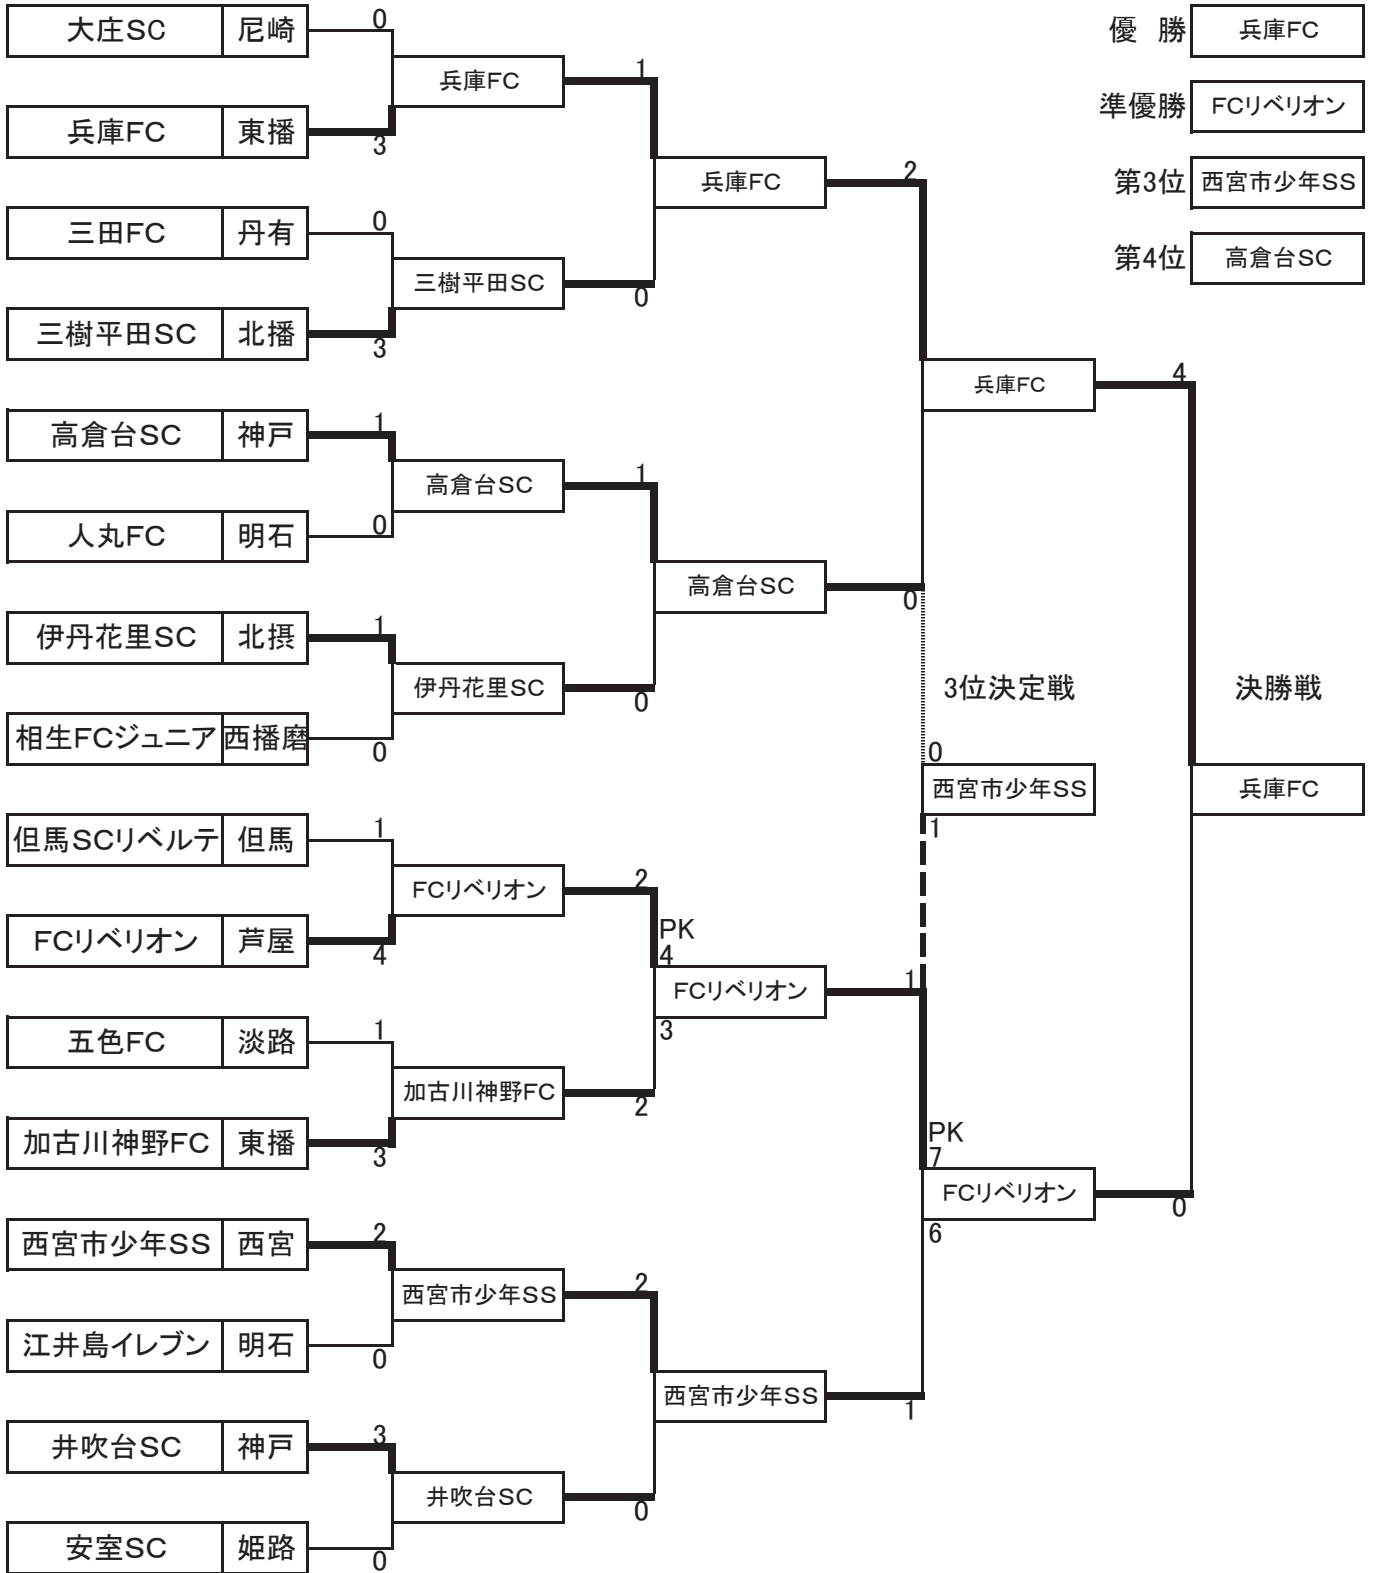 大庄SC 尼崎 0
兵庫FC
兵庫FC 東播 3
1
兵庫FC
三田FC 丹有 0
三樹平田SC
三樹平田SC 北播 3
0
2
兵庫FC
高倉台SC 神戸 1
高倉台SC
人丸FC 明石 0
1
高倉台SC
伊丹花里SC 北摂 1
伊丹花里SC
相生FCジュニア 西播磨 0
0
0
3位決定戦
0
西宮市少年SS
1
4
決勝戦
兵庫FC
但馬SCリベルテ 但馬 1
FCリベリオン
FCリベリオン 芦屋 4
2
PK
4
FCリベリオン
3
五色FC 淡路 1
加古川神野FC
加古川神野FC 東播 3
2
1
PK
7
FCリベリオン
6
0
西宮市少年SS 西宮 2
西宮市少年SS
江井島イレブン 明石 0
2
西宮市少年SS
1
井吹台SC 神戸 3
井吹台SC
安室SC 姫路 0
0
優 勝 兵庫FC
準優勝 FCリベリオン
第3位 西宮市少年SS
第4位 高倉台SC